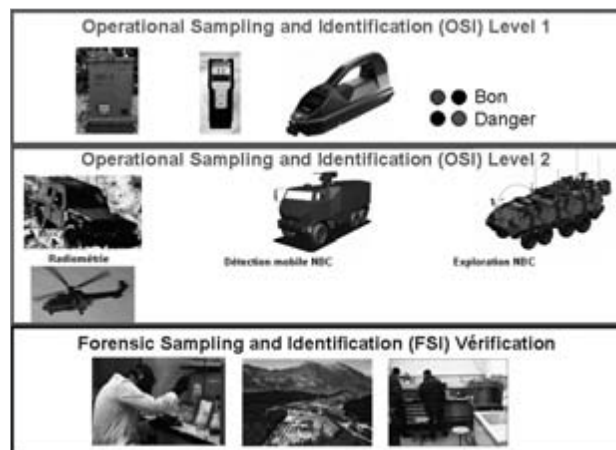 Operational Sampling and Identification (OSI) Level 1
Bon
Danger
Operational Sampling and Identification (OSI) Level 2
Radiométrie
Détection mobile NBC
Exploration NBC
Forensic Sampling and Identification (FSI) Vérification